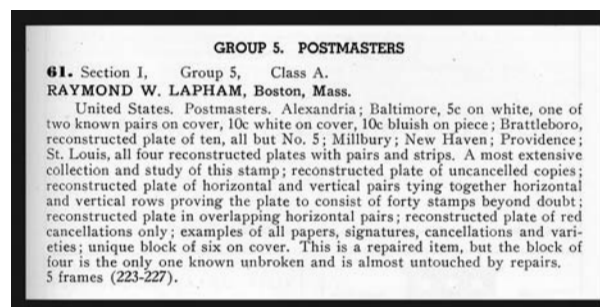 GROUP 5. POSTMASTERS
61. Section I, Group 5, Class A.
RAYMOND W. LAPHAM, Boston, Mass.
United States. Postmasters. Alexandria; Baltimore, 5c on white, one of
two known pairs on cover, 10c white on cover, 10c bluish on piece; Brattleboro,
reconstructed plate of ten, all but No. 5; Millbury; New Haven; Providence;
St. Louis, all four reconstructed plates with pairs and strips. A most extensive
collection and study of this stamp; reconstructed plate of uncancelled copies;
reconstructed plate of horizontal and vertical pairs tying together horizontal
and vertical rows proving the plate to consist of forty stamps beyond doubt;
reconstructed plate in overlapping horizontal pairs; reconstructed plate of red
cancellations only; examples of all papers, signatures, cancellations and vari-
eties; unique block of six on cover. This is a repaired item, but the block of
four is the only one known unbroken and is almost untouched by repairs.
5 frames (223-227).